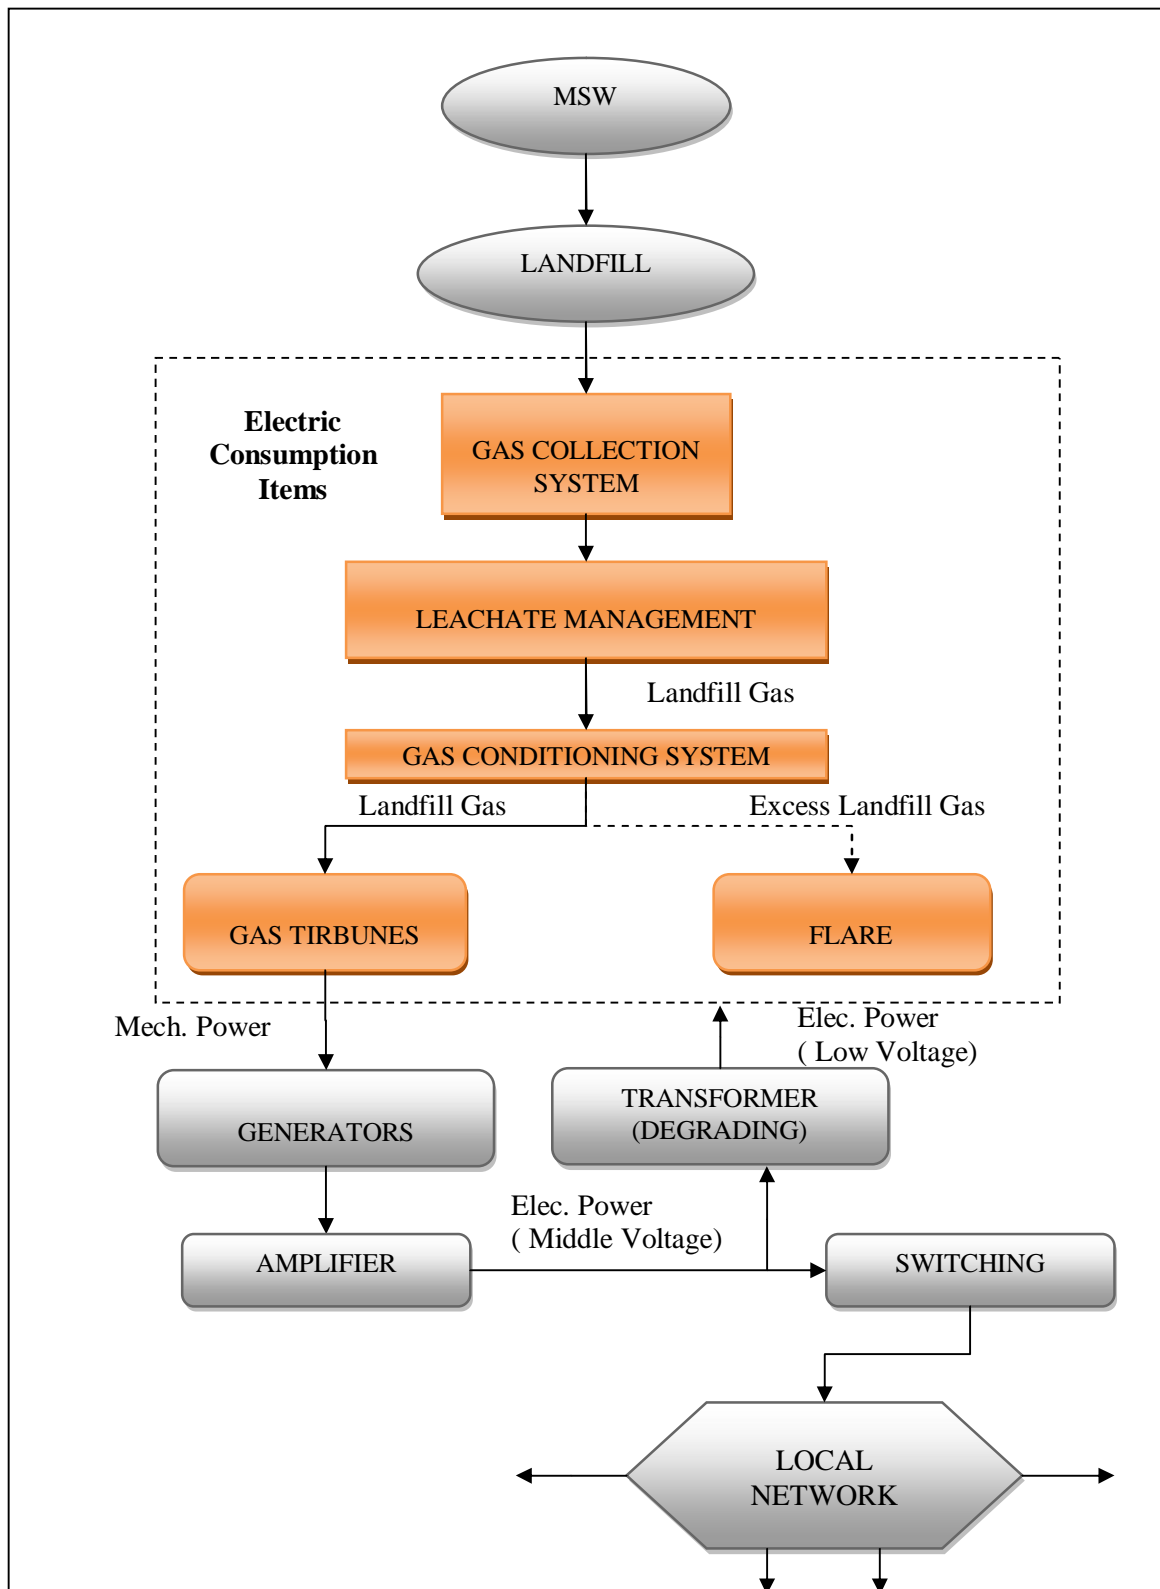 MSW
LANDFILL
Electric
Consumption
Items
GAS COLLECTION
SYSTEM
LEACHATE MANAGEMENT
Landfill Gas
GAS CONDITIONING SYSTEM
Landfill Gas
Excess Landfill Gas
GAS TIRBUNES
FLARE
Mech. Power
Elec. Power
( Low Voltage)
GENERATORS
TRANSFORMER
(DEGRADING)
Elec. Power
( Middle Voltage)
AMPLIFIER
SWITCHING
LOCAL
NETWORK